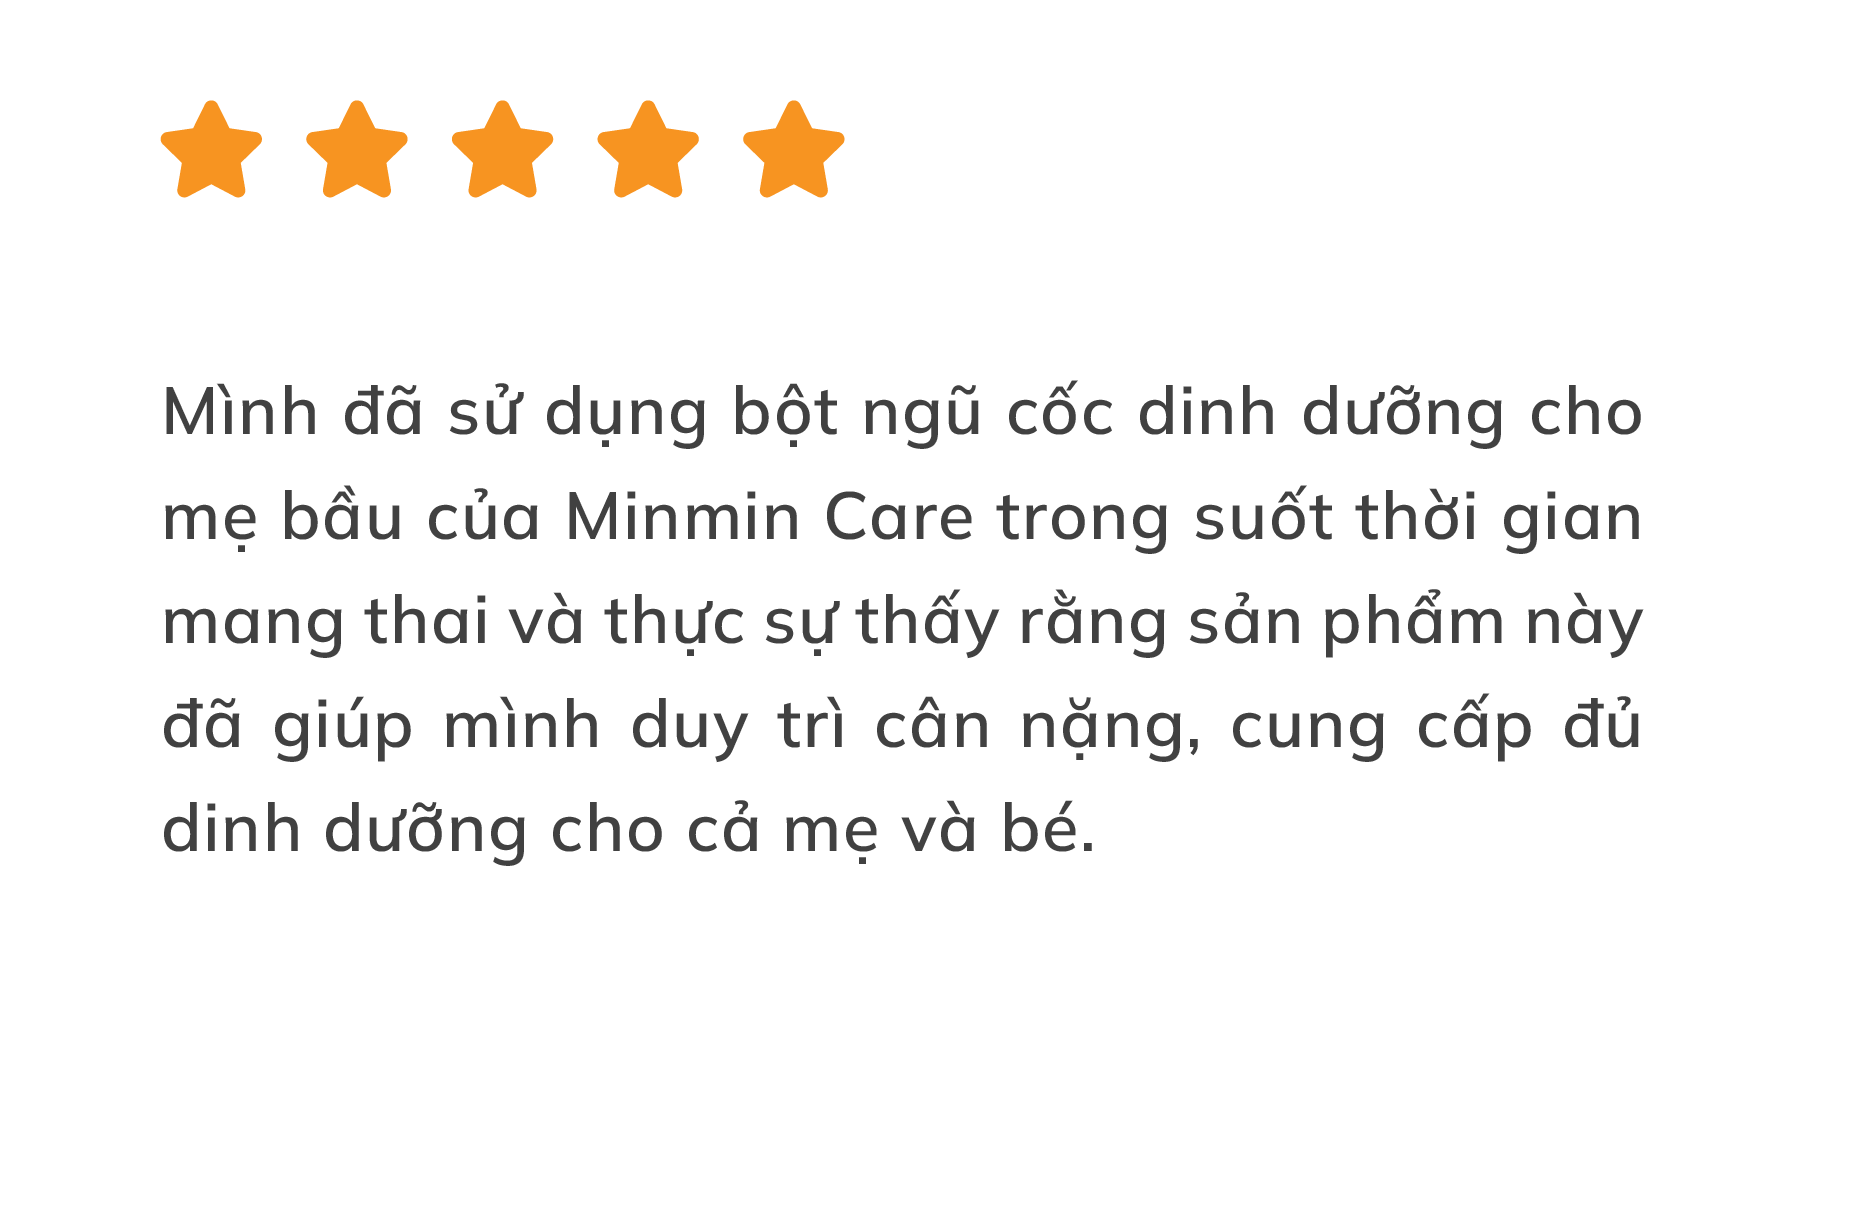 Mình đã sử dụng bột ngũ cốc dinh dưỡng cho
mẹ bầu của Minmin Care trong suốt thời gian
mang thai và thực sự thấy rằng sản phẩm này
đã giúp mình duy trì cân nặng, cung cấp đủ
dinh dưỡng cho cả mẹ và bé.